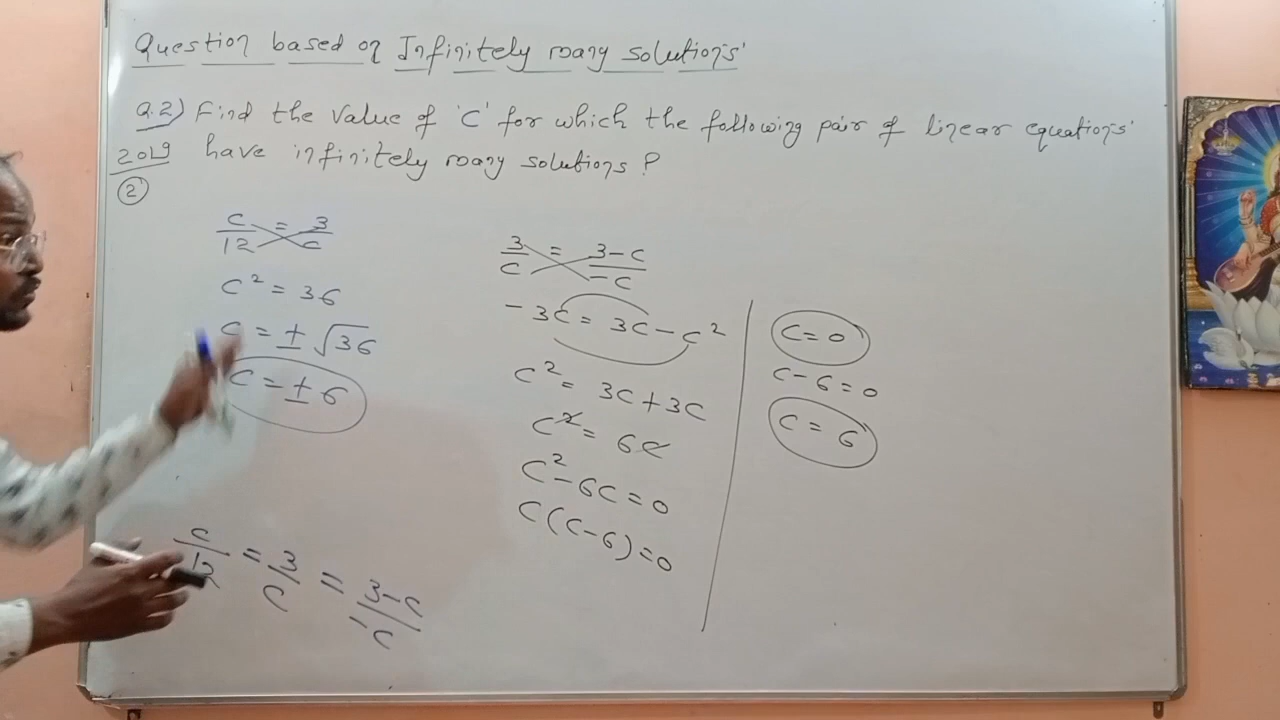 Question based on Infinitely many solutions'
Q.2) Find the value of 'C' for which the following pair of linear equations'
2019 have infinitely many solutions ?
2
c/12 = 3/c
c² = 36
c = ± √36
c = ± 6
c/12 = 3/c = 3-c/-c
3/c = 3-c/-c
-3c = 3c - c²
c² = 3c + 3c
c² = 6c
c² - 6c = 0
c(c-6) = 0
c = 0
c - 6 = 0
c = 6